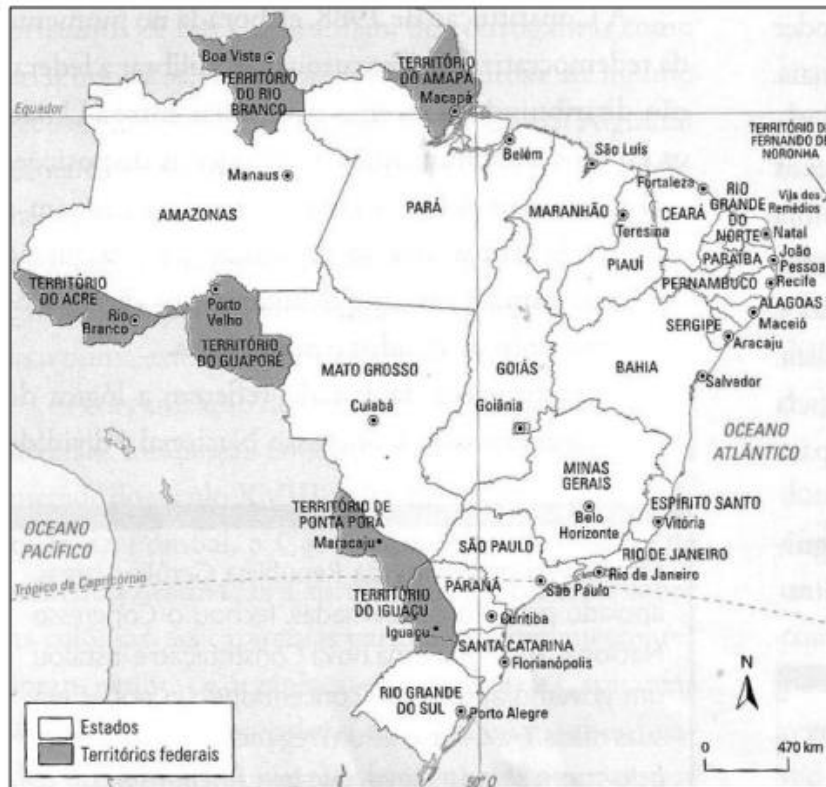 Boa Vista
TERRITÓRIO
DO RIO
BRANCO
TERRITÓRIO
DO AMAPÁ
Macapá
Equador
TERRITÓRIO DE
FERNANDO DE
NORONHA
Vila dos
Remédios
Belém
São Luís
Fortaleza
Manaus
AMAZONAS
PARÁ
MARANHÃO
Teresina
CEARÁ
RIO
GRANDE
DO
NORTE
Natal
PARAÍBA
João
Pessoa
PIAUÍ
PERNAMBUCO
Recife
ALAGOAS
Maceió
SERGIPE
Aracaju
TERRITÓRIO
DO ACRE
Rio
Branco
Porto
Velho
TERRITÓRIO
DO GUAPORÉ
MATO GROSSO
Cuiabá
GOIÁS
Goiânia
BAHIA
Salvador
OCEANO
ATLÂNTICO
MINAS
GERAIS
Belo
Horizonte
ESPÍRITO SANTO
Vitória
TERRITÓRIO DE
PONTA PORÃ
Maracaju
SÃO PAULO
RIO DE JANEIRO
Rio de Janeiro
São Paulo
OCEANO
PACÍFICO
Trópico de Capricórnio
TERRITÓRIO
DO IGUAÇU
Iguaçu
PARANÁ
Curitiba
SANTA CATARINA
Florianópolis
RIO GRANDE
DO SUL
Porto Alegre
N
Estados
Territórios federais
50° O
0 470 km